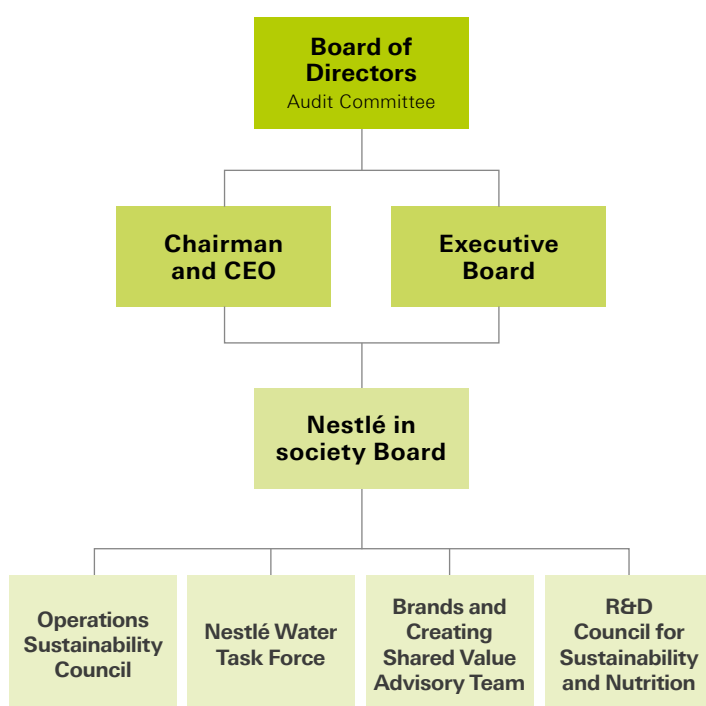 Board of
Directors
Audit Committee
Chairman
and CEO
Executive
Board
Nestlé in
society Board
Operations
Sustainability
Council
Nestlé Water
Task Force
Brands and
Creating
Shared Value
Advisory Team
R&D
Council for
Sustainability
and Nutrition